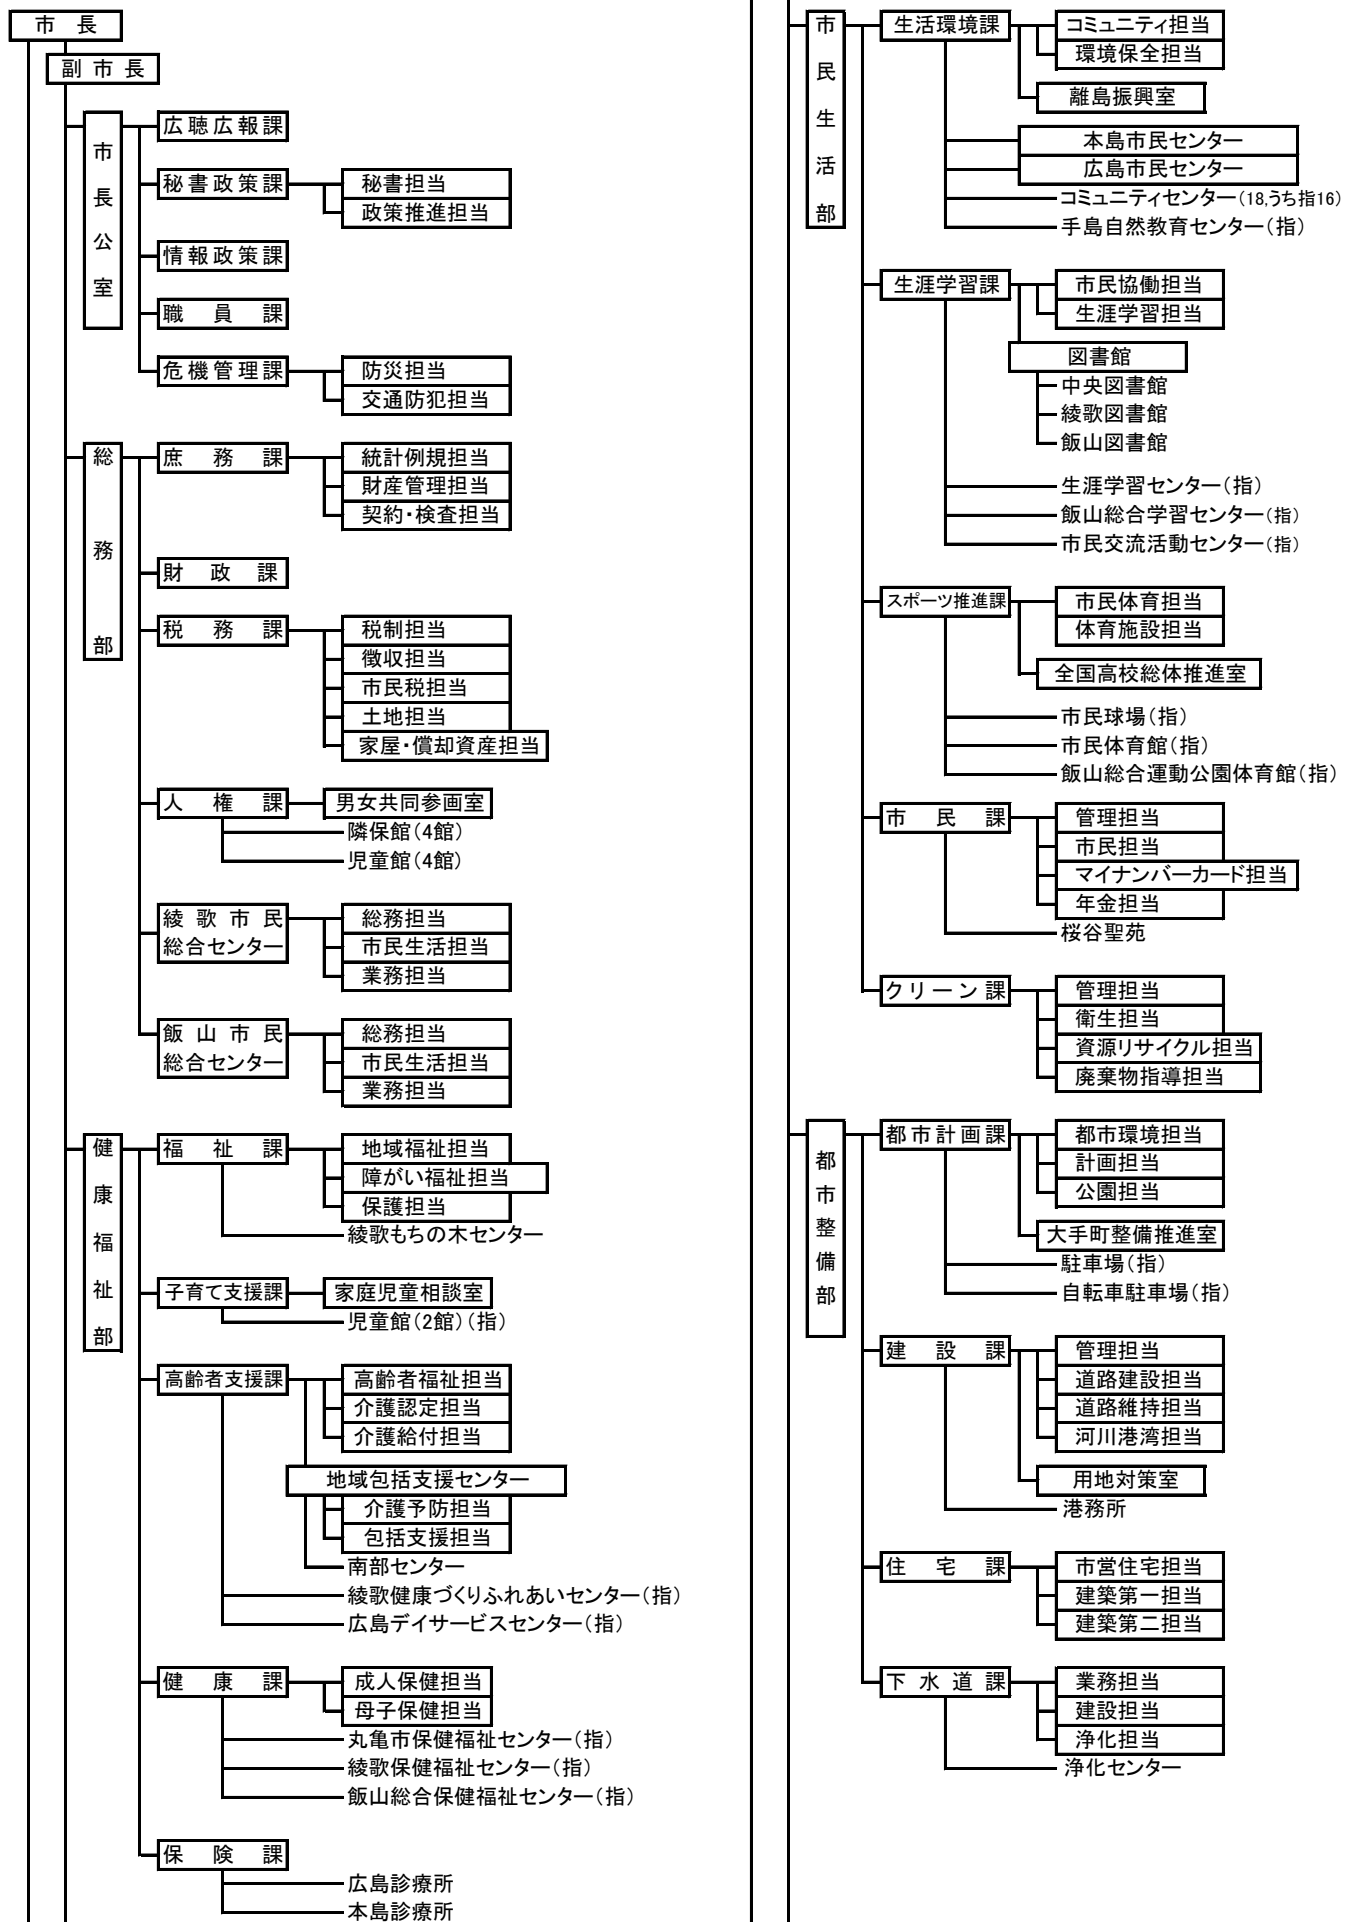 市長
副市長
市長公室
広聴広報課
秘書政策課
秘書担当
政策推進担当
情報政策課
職員課
危機管理課
防災担当
交通防犯担当
総務部
庶務課
統計例規担当
財産管理担当
契約・検査担当
財政課
税務課
税制担当
徴収担当
市民税担当
土地担当
家屋・償却資産担当
人権課
男女共同参画室
隣保館(4館)
児童館(4館)
綾歌市民
総合センター
総務担当
市民生活担当
業務担当
飯山市民
総合センター
総務担当
市民生活担当
業務担当
健康福祉部
福祉課
地域福祉担当
障がい福祉担当
保護担当
綾歌もちの木センター
子育て支援課
家庭児童相談室
児童館(2館)(指)
高齢者支援課
高齢者福祉担当
介護認定担当
介護給付担当
地域包括支援センター
介護予防担当
包括支援担当
南部センター
綾歌健康づくりふれあいセンター(指)
広島デイサービスセンター(指)
健康課
成人保健担当
母子保健担当
丸亀市保健福祉センター(指)
綾歌保健福祉センター(指)
飯山総合保健福祉センター(指)
保険課
広島診療所
本島診療所
市民生活部
生活環境課
コミュニティ担当
環境保全担当
離島振興室
本島市民センター
広島市民センター
コミュニティセンター(18,うち指16)
手島自然教育センター(指)
生涯学習課
市民協働担当
生涯学習担当
図書館
中央図書館
綾歌図書館
飯山図書館
生涯学習センター(指)
飯山総合学習センター(指)
市民交流活動センター(指)
スポーツ推進課
市民体育担当
体育施設担当
全国高校総体推進室
市民球場(指)
市民体育館(指)
飯山総合運動公園体育館(指)
市民課
管理担当
市民担当
マイナンバーカード担当
年金担当
桜谷聖苑
クリーン課
管理担当
衛生担当
資源リサイクル担当
廃棄物指導担当
都市整備部
都市計画課
都市環境担当
計画担当
公園担当
大手町整備推進室
駐車場(指)
自転車駐車場(指)
建設課
管理担当
道路建設担当
道路維持担当
河川港湾担当
用地対策室
港務所
住宅課
市営住宅担当
建築第一担当
建築第二担当
下水道課
業務担当
建設担当
浄化担当
浄化センター